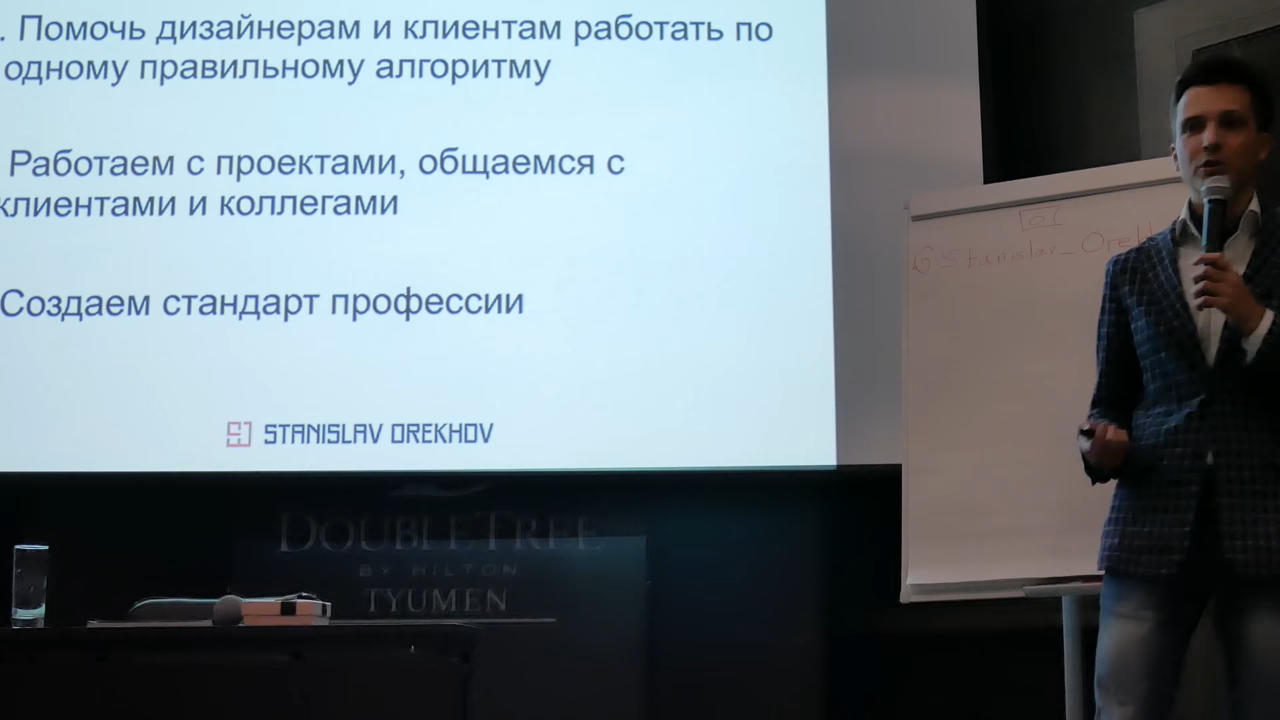 . Помочь дизайнерам и клиентам работать по
одному правильному алгоритму
Работаем с проектами, общаемся с
клиентами и коллегами
Создаем стандарт профессии
STANISLAV OREKHOV
Stanislav_Orekh
DOUBLETREE
BY HILTON
TYUMEN